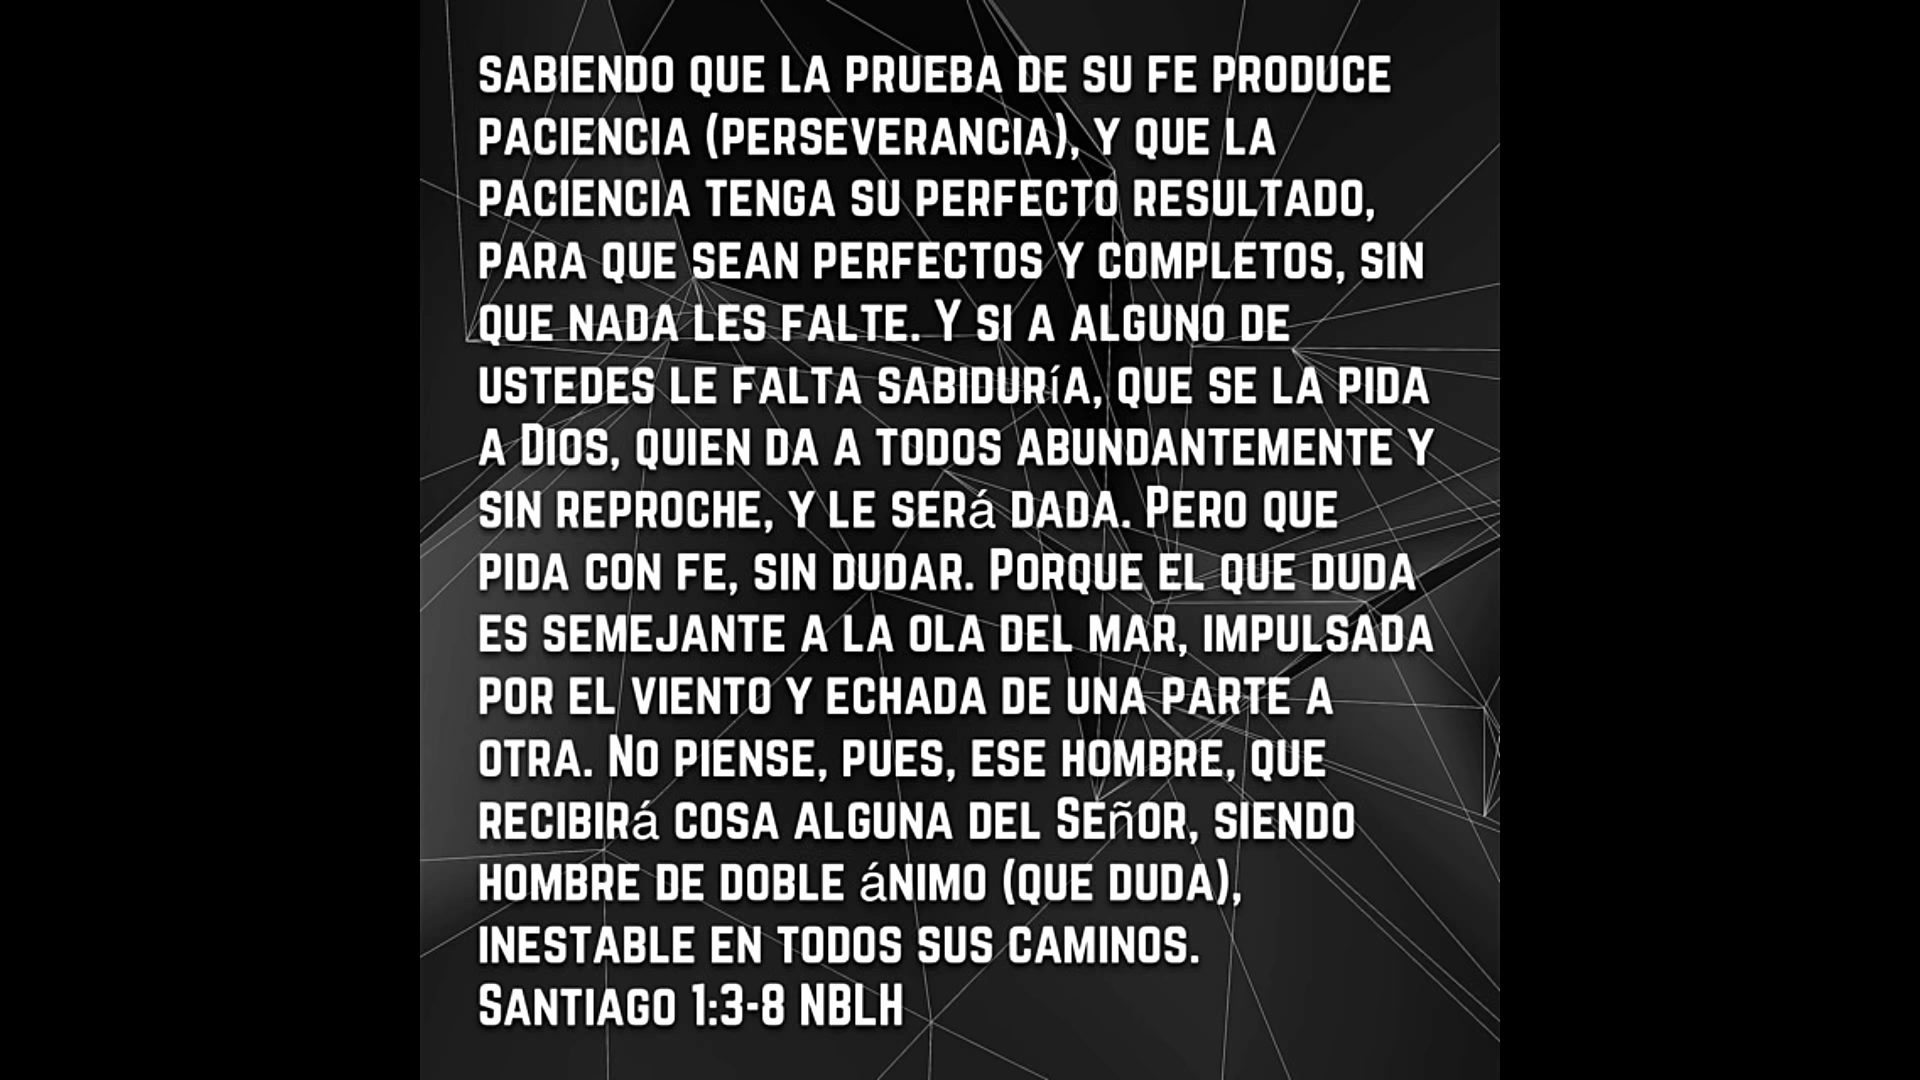 sabiendo que la prueba de su fe produce
paciencia (perseverancia), y que la
paciencia tenga su perfecto resultado,
para que sean perfectos y completos, sin
que nada les falte. Y si a alguno de
ustedes le falta sabiduría, que se la pida
a Dios, quien da a todos abundantemente y
sin reproche, y le será dada. Pero que
pida con fe, sin dudar. Porque el que duda
es semejante a la ola del mar, impulsada
por el viento y echada de una parte a
otra. No piense, pues, ese hombre, que
recibirá cosa alguna del Señor, siendo
hombre de doble ánimo (que duda),
inestable en todos sus caminos.
Santiago 1:3-8 NBLH